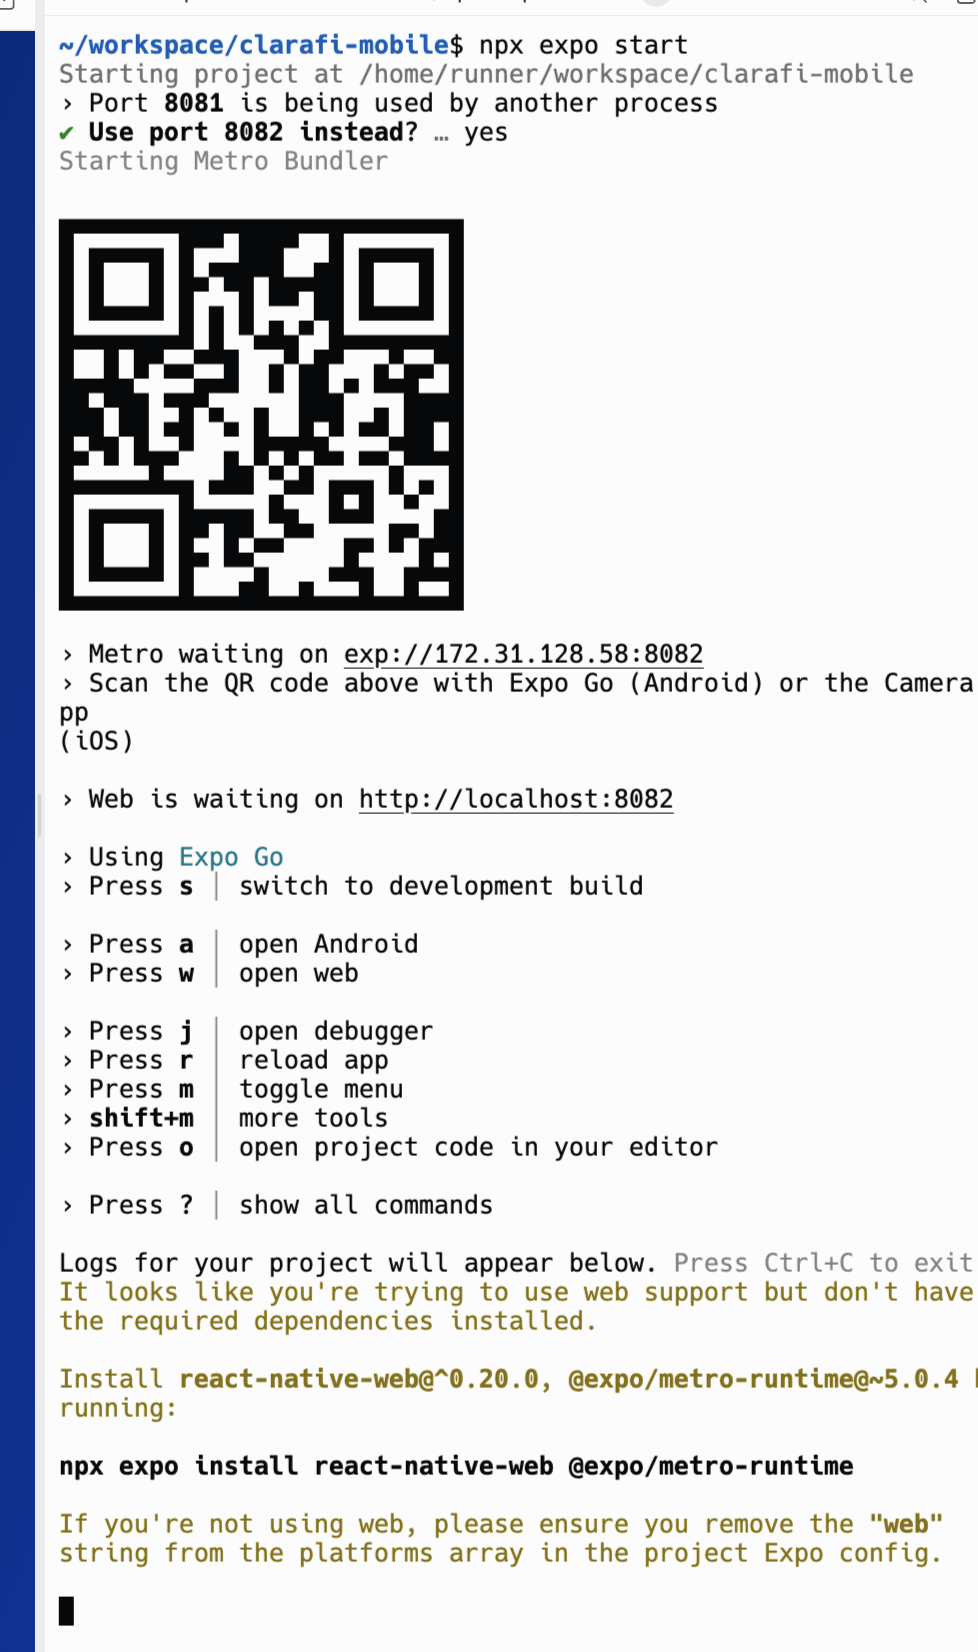 ~/workspace/clarafi-mobile$ npx expo start
Starting project at /home/runner/workspace/clarafi-mobile
› Port 8081 is being used by another process
✔ Use port 8082 instead? … yes
Starting Metro Bundler
› Metro waiting on exp://172.31.128.58:8082
› Scan the QR code above with Expo Go (Android) or the Camera
pp
(iOS)
› Web is waiting on http://localhost:8082
› Using Expo Go
› Press s │ switch to development build
› Press a │ open Android
› Press w │ open web
› Press j │ open debugger
› Press r │ reload app
› Press m │ toggle menu
› shift+m │ more tools
› Press o │ open project code in your editor
› Press ? │ show all commands
Logs for your project will appear below. Press Ctrl+C to exit
It looks like you're trying to use web support but don't have
the required dependencies installed.
Install react-native-web@^0.20.0, @expo/metro-runtime@~5.0.4
running:
npx expo install react-native-web @expo/metro-runtime
If you're not using web, please ensure you remove the "web"
string from the platforms array in the project Expo config.